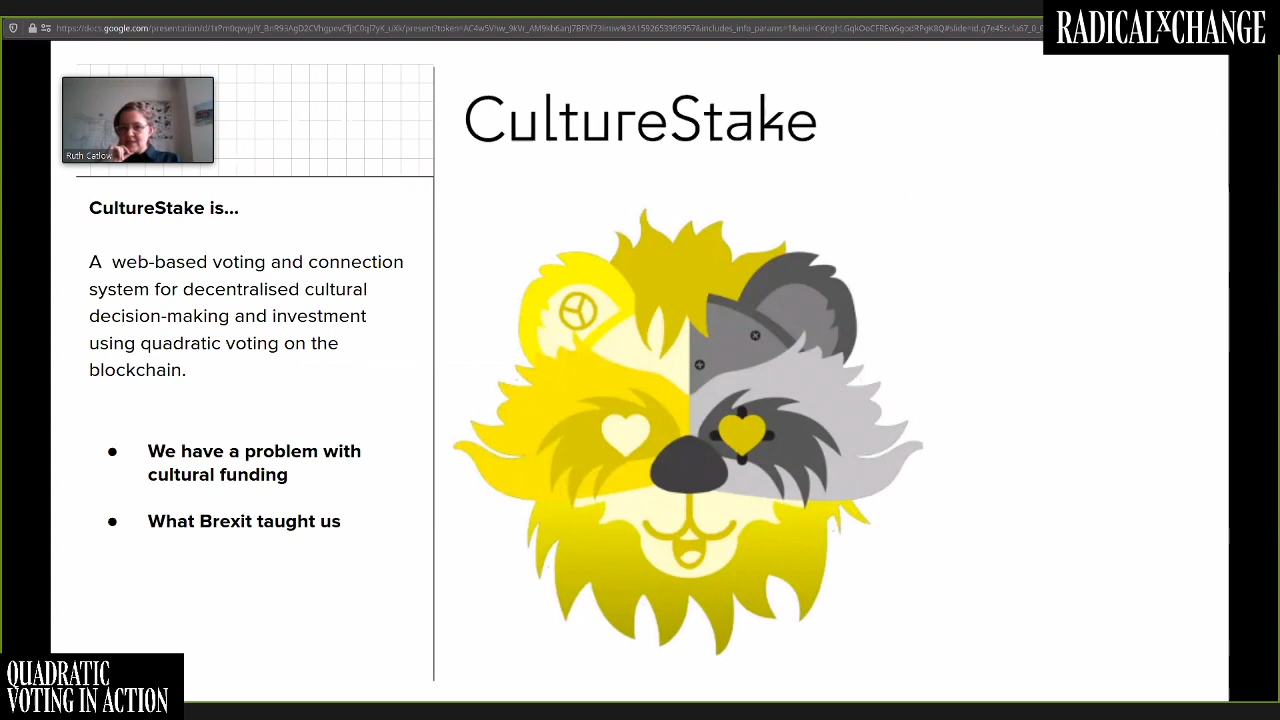 RADICALXCHANGE
CultureStake
Ruth Catlow
CultureStake is...
A web-based voting and connection
system for decentralised cultural
decision-making and investment
using quadratic voting on the
blockchain.
● We have a problem with
cultural funding
● What Brexit taught us
QUADRATIC
VOTING IN ACTION